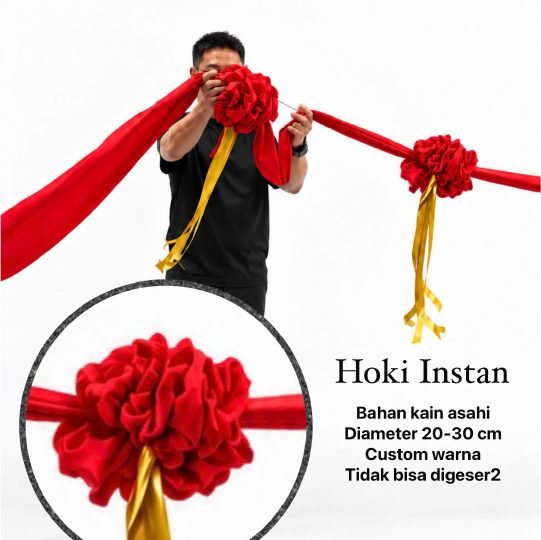 Hoki Instan
Bahan kain asahi
Diameter 20-30 cm
Custom warna
Tidak bisa digeser2